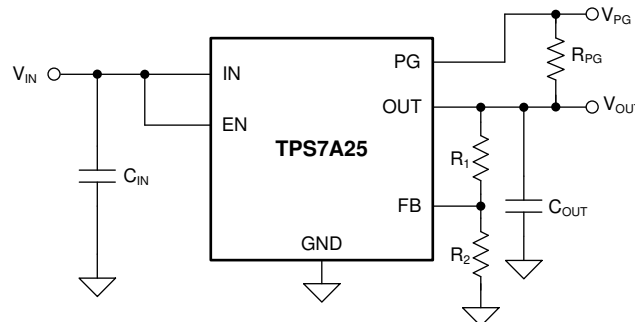 V_PG
PG
R_PG
V_IN
IN
OUT
V_OUT
EN
TPS7A25
R_1
C_IN
FB
C_OUT
GND
R_2